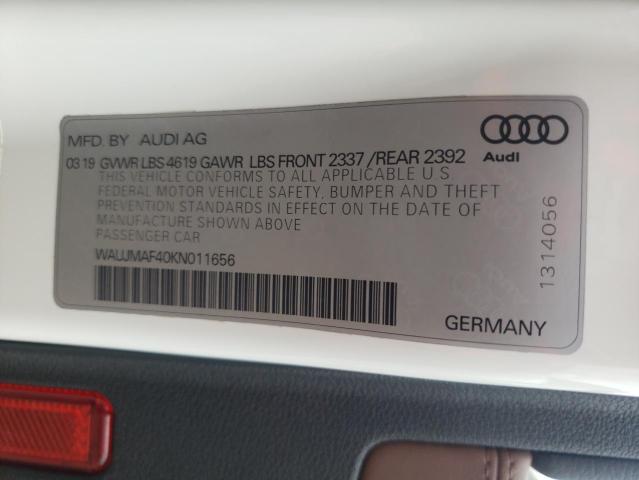 MFD. BY AUDI AG
03 19 GVWR LBS 4619 GAWR LBS FRONT 2337 /REAR 2392
THIS VEHICLE CONFORMS TO ALL APPLICABLE U S
FEDERAL MOTOR VEHICLE SAFETY, BUMPER AND THEFT
PREVENTION STANDARDS IN EFFECT ON THE DATE OF
MANUFACTURE SHOWN ABOVE
PASSENGER CAR
WAUJMAF40KN011656
Audi
1314056
GERMANY